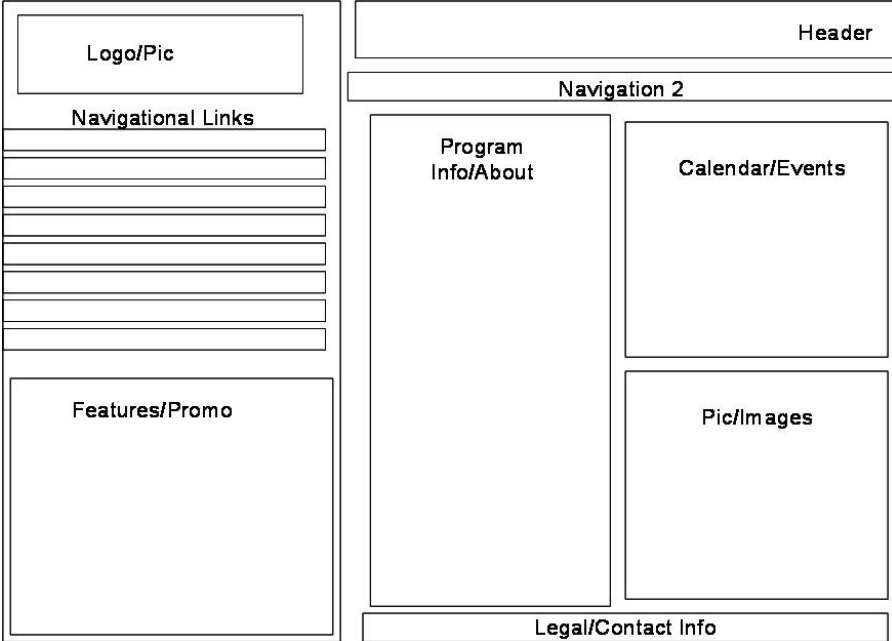 Logo/Pic
Navigational Links
Features/Promo
Header
Navigation 2
Program
Info/About
Calendar/Events
Pic/Images
Legal/Contact Info